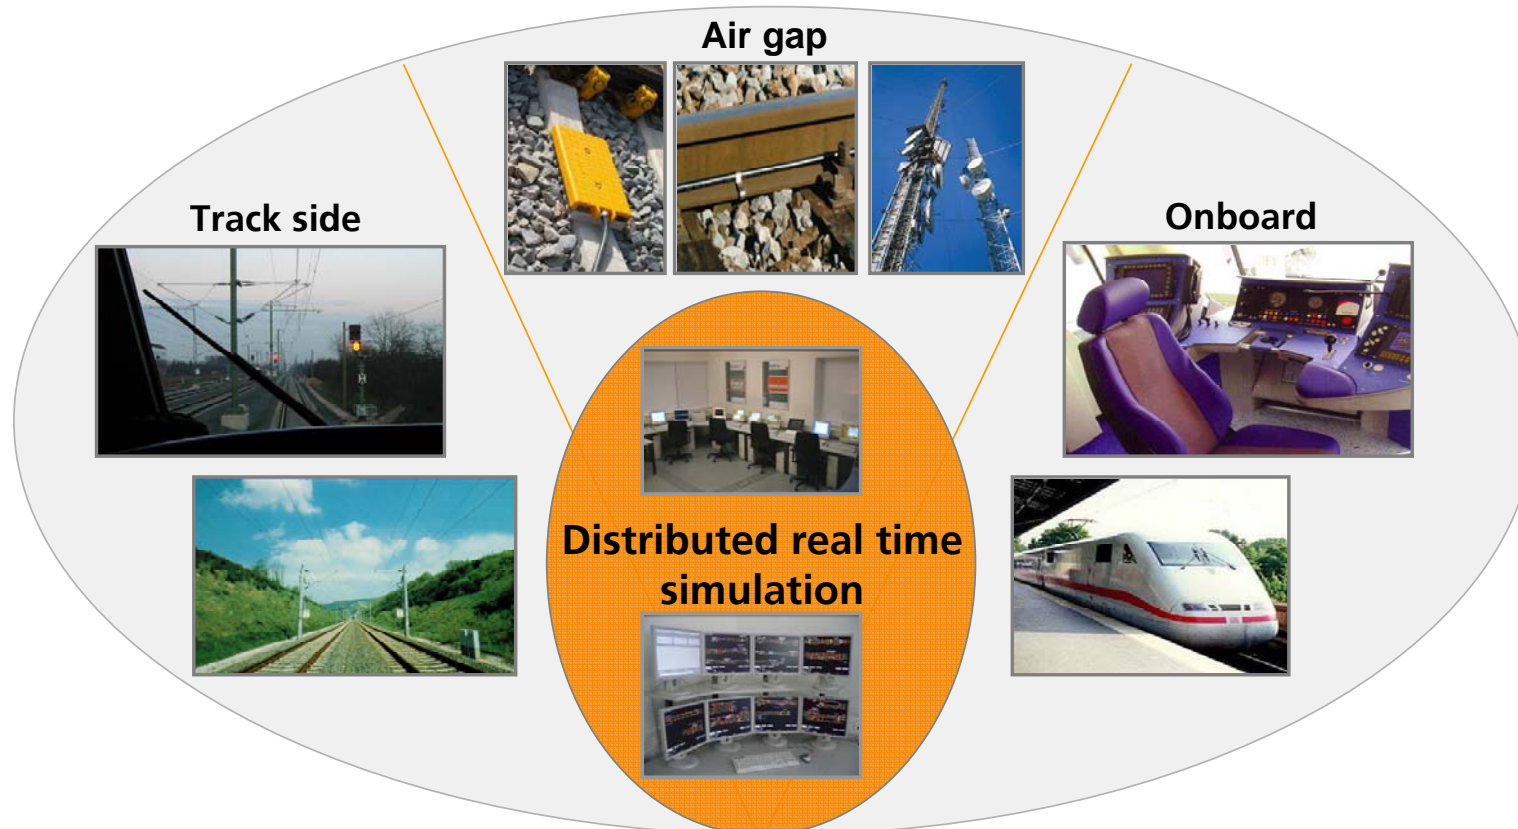 Air gap
Track side
Onboard
Distributed real time
simulation